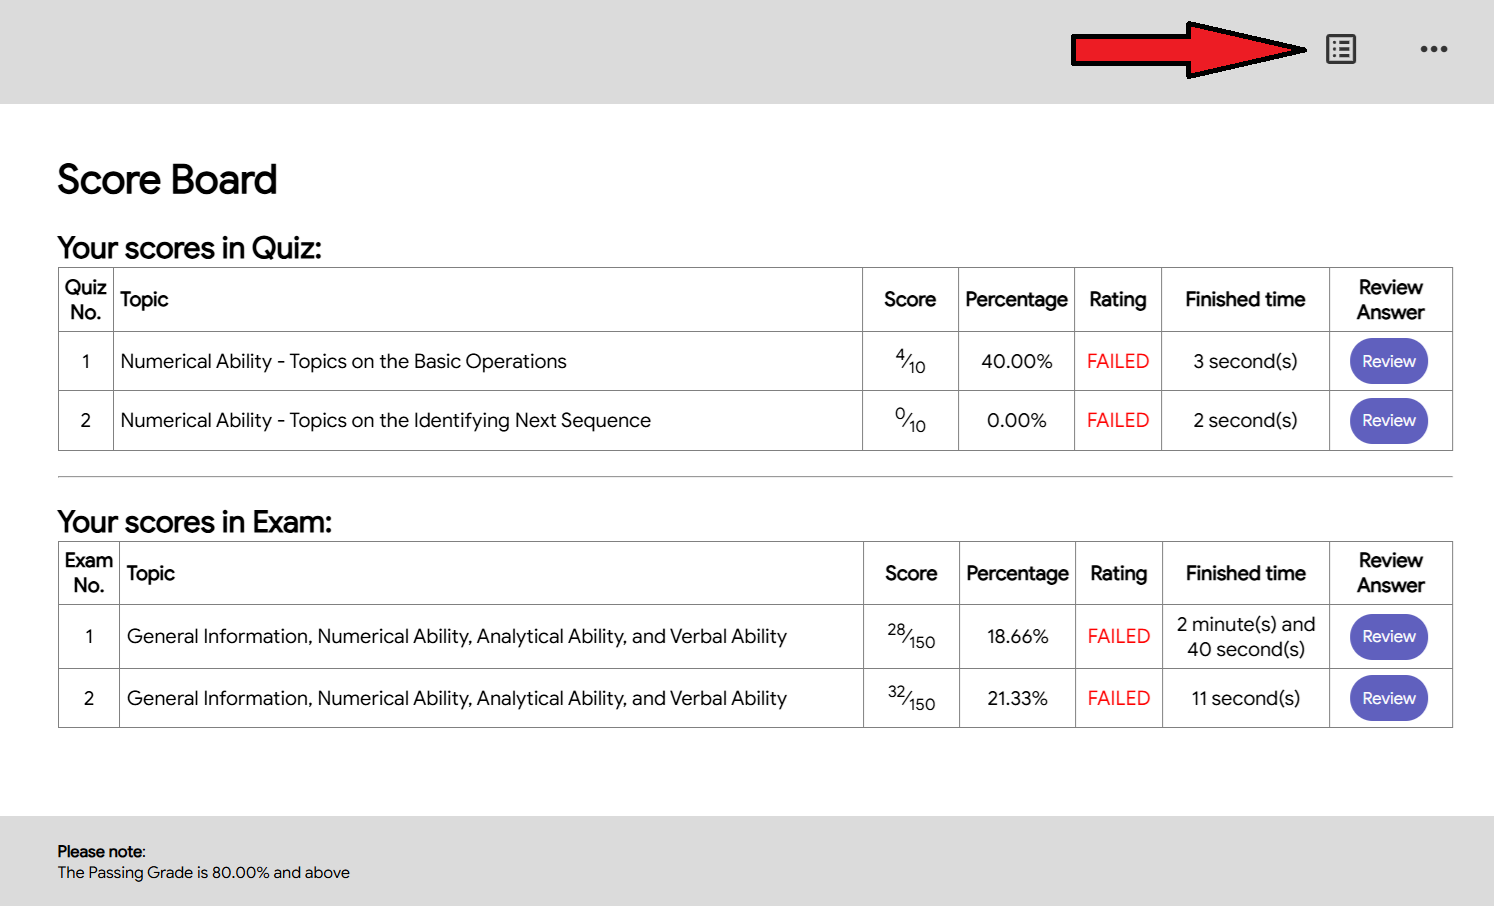 Score Board
Your scores in Quiz:
Quiz No. Topic Score Percentage Rating Finished time Review Answer
1 Numerical Ability - Topics on the Basic Operations 4/10 40.00% FAILED 3 second(s) Review
2 Numerical Ability - Topics on the Identifying Next Sequence 0/10 0.00% FAILED 2 second(s) Review
Your scores in Exam:
Exam No. Topic Score Percentage Rating Finished time Review Answer
1 General Information, Numerical Ability, Analytical Ability, and Verbal Ability 28/150 18.66% FAILED 2 minute(s) and 40 second(s) Review
2 General Information, Numerical Ability, Analytical Ability, and Verbal Ability 32/150 21.33% FAILED 11 second(s) Review
Please note:
The Passing Grade is 80.00% and above